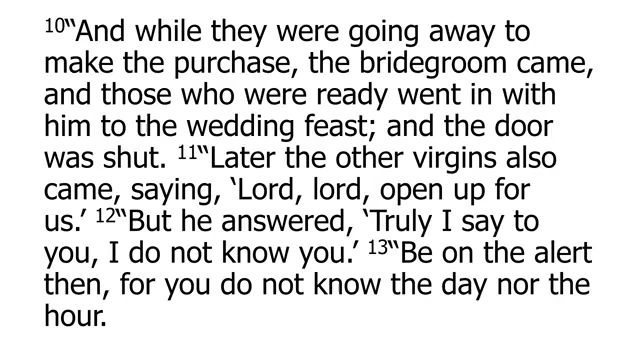 10“And while they were going away to
make the purchase, the bridegroom came,
and those who were ready went in with
him to the wedding feast; and the door
was shut. 11“Later the other virgins also
came, saying, ‘Lord, lord, open up for
us.’ 12“But he answered, ‘Truly I say to
you, I do not know you.’ 13“Be on the alert
then, for you do not know the day nor the
hour.